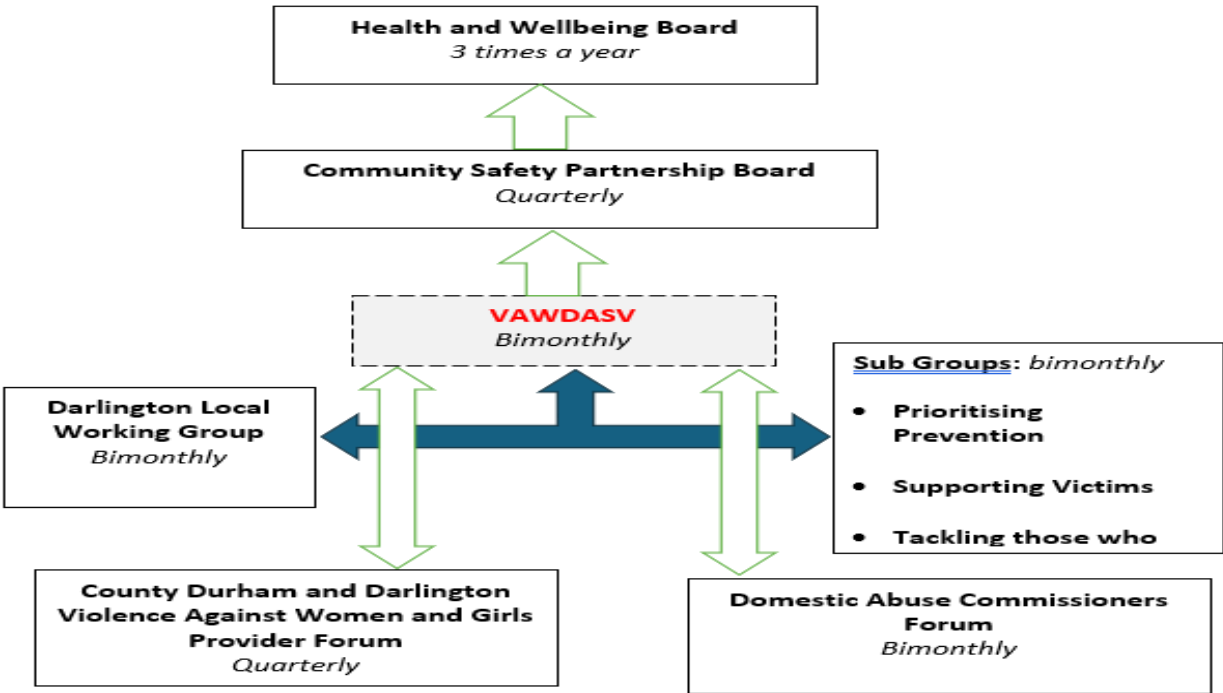 Health and Wellbeing Board
3 times a year
Community Safety Partnership Board
Quarterly
VAWDASV
Bimonthly
Darlington Local
Working Group
Bimonthly
Sub Groups: bimonthly
• Prioritising
Prevention
• Supporting Victims
• Tackling those who
County Durham and Darlington
Violence Against Women and Girls
Provider Forum
Quarterly
Domestic Abuse Commissioners
Forum
Bimonthly